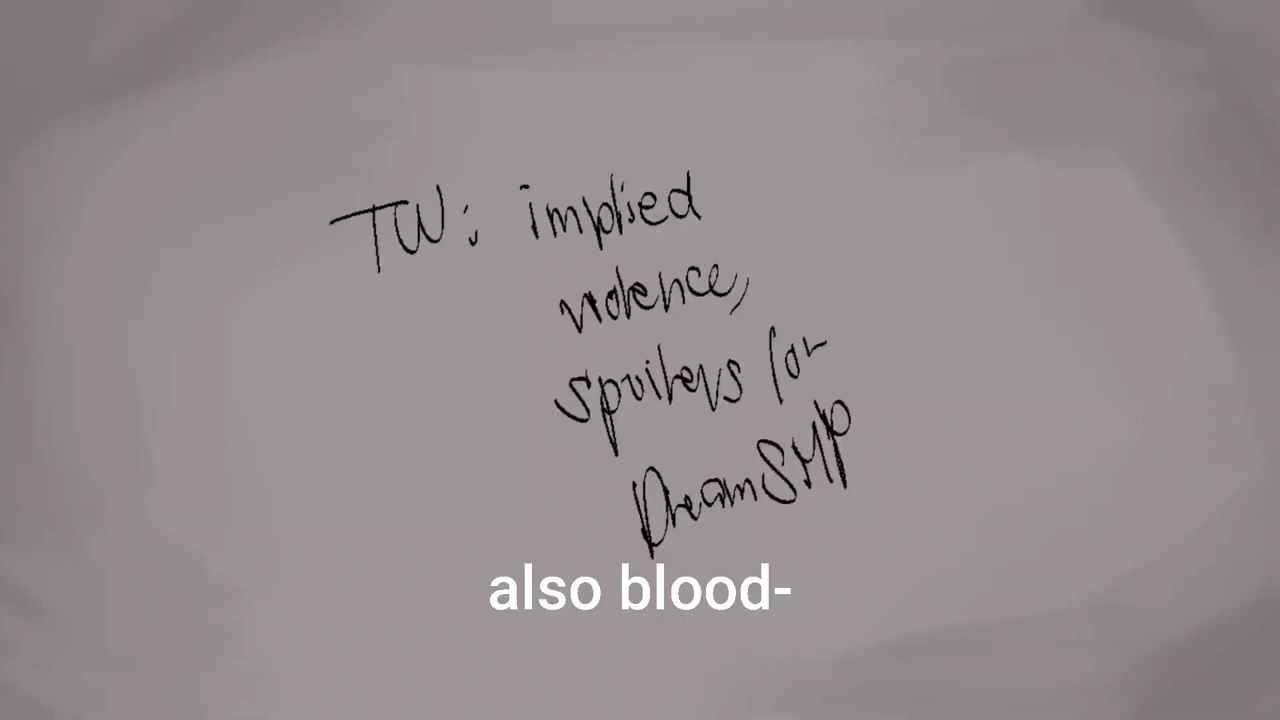 TW: implied
violence,
spoilers for
DreamSMP
also blood-